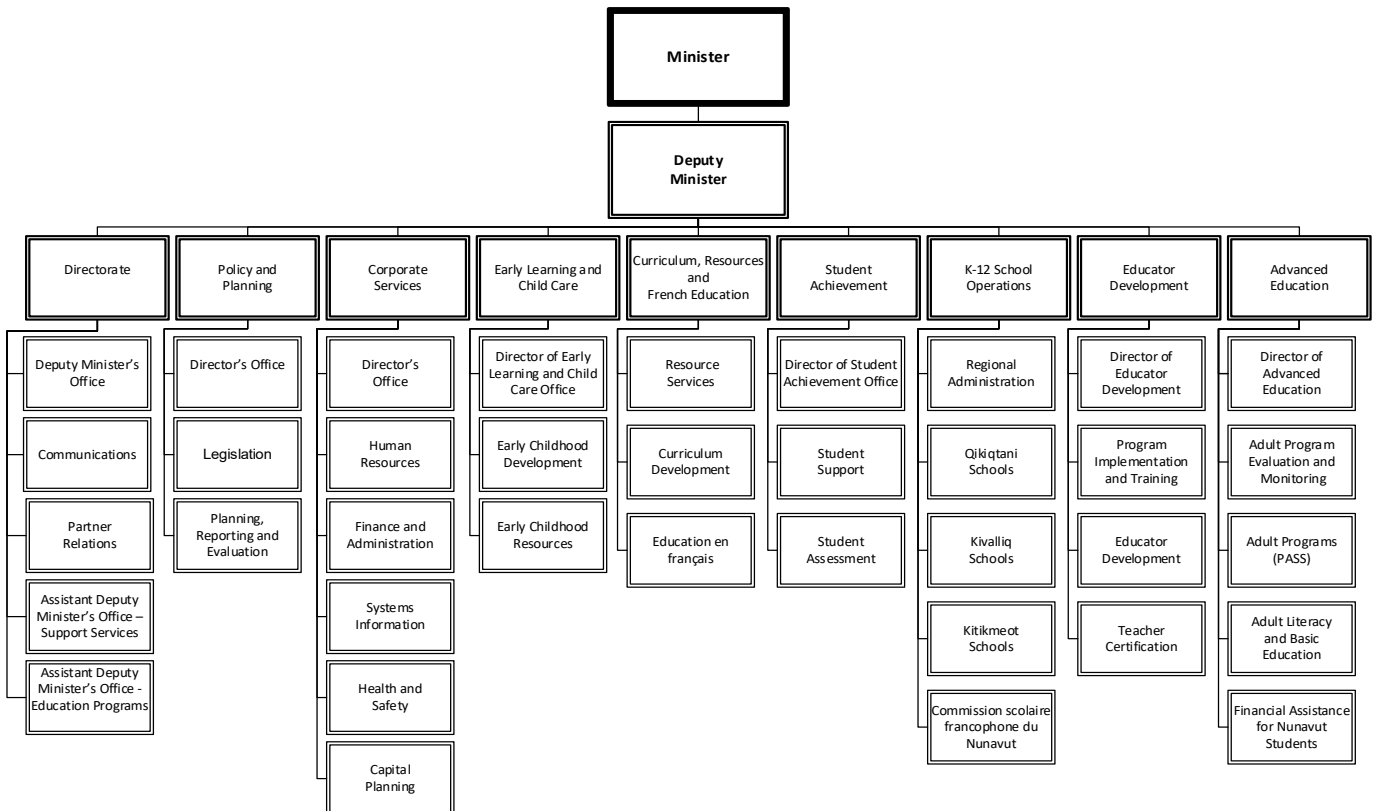 Minister
Deputy
Minister
Directorate
Policy and
Planning
Corporate
Services
Early Learning and
Child Care
Curriculum, Resources
and
French Education
Student
Achievement
K-12 School
Operations
Educator
Development
Advanced
Education
Deputy Minister’s
Office
Communications
Partner
Relations
Assistant Deputy
Minister’s Office –
Support Services
Assistant Deputy
Minister’s Office -
Education Programs
Director’s Office
Legislation
Planning,
Reporting and
Evaluation
Director’s
Office
Human
Resources
Finance and
Administration
Systems
Information
Health and
Safety
Capital
Planning
Director of Early
Learning and Child
Care Office
Early Childhood
Development
Early Childhood
Resources
Resource
Services
Curriculum
Development
Education en
français
Director of Student
Achievement Office
Student
Support
Student
Assessment
Regional
Administration
Qikiqtani
Schools
Kivalliq
Schools
Kitikmeot
Schools
Commission scolaire
francophone du
Nunavut
Director of
Educator
Development
Program
Implementation
and Training
Educator
Development
Teacher
Certification
Director of
Advanced
Education
Adult Program
Evaluation and
Monitoring
Adult Programs
(PASS)
Adult Literacy
and Basic
Education
Financial Assistance
for Nunavut
Students